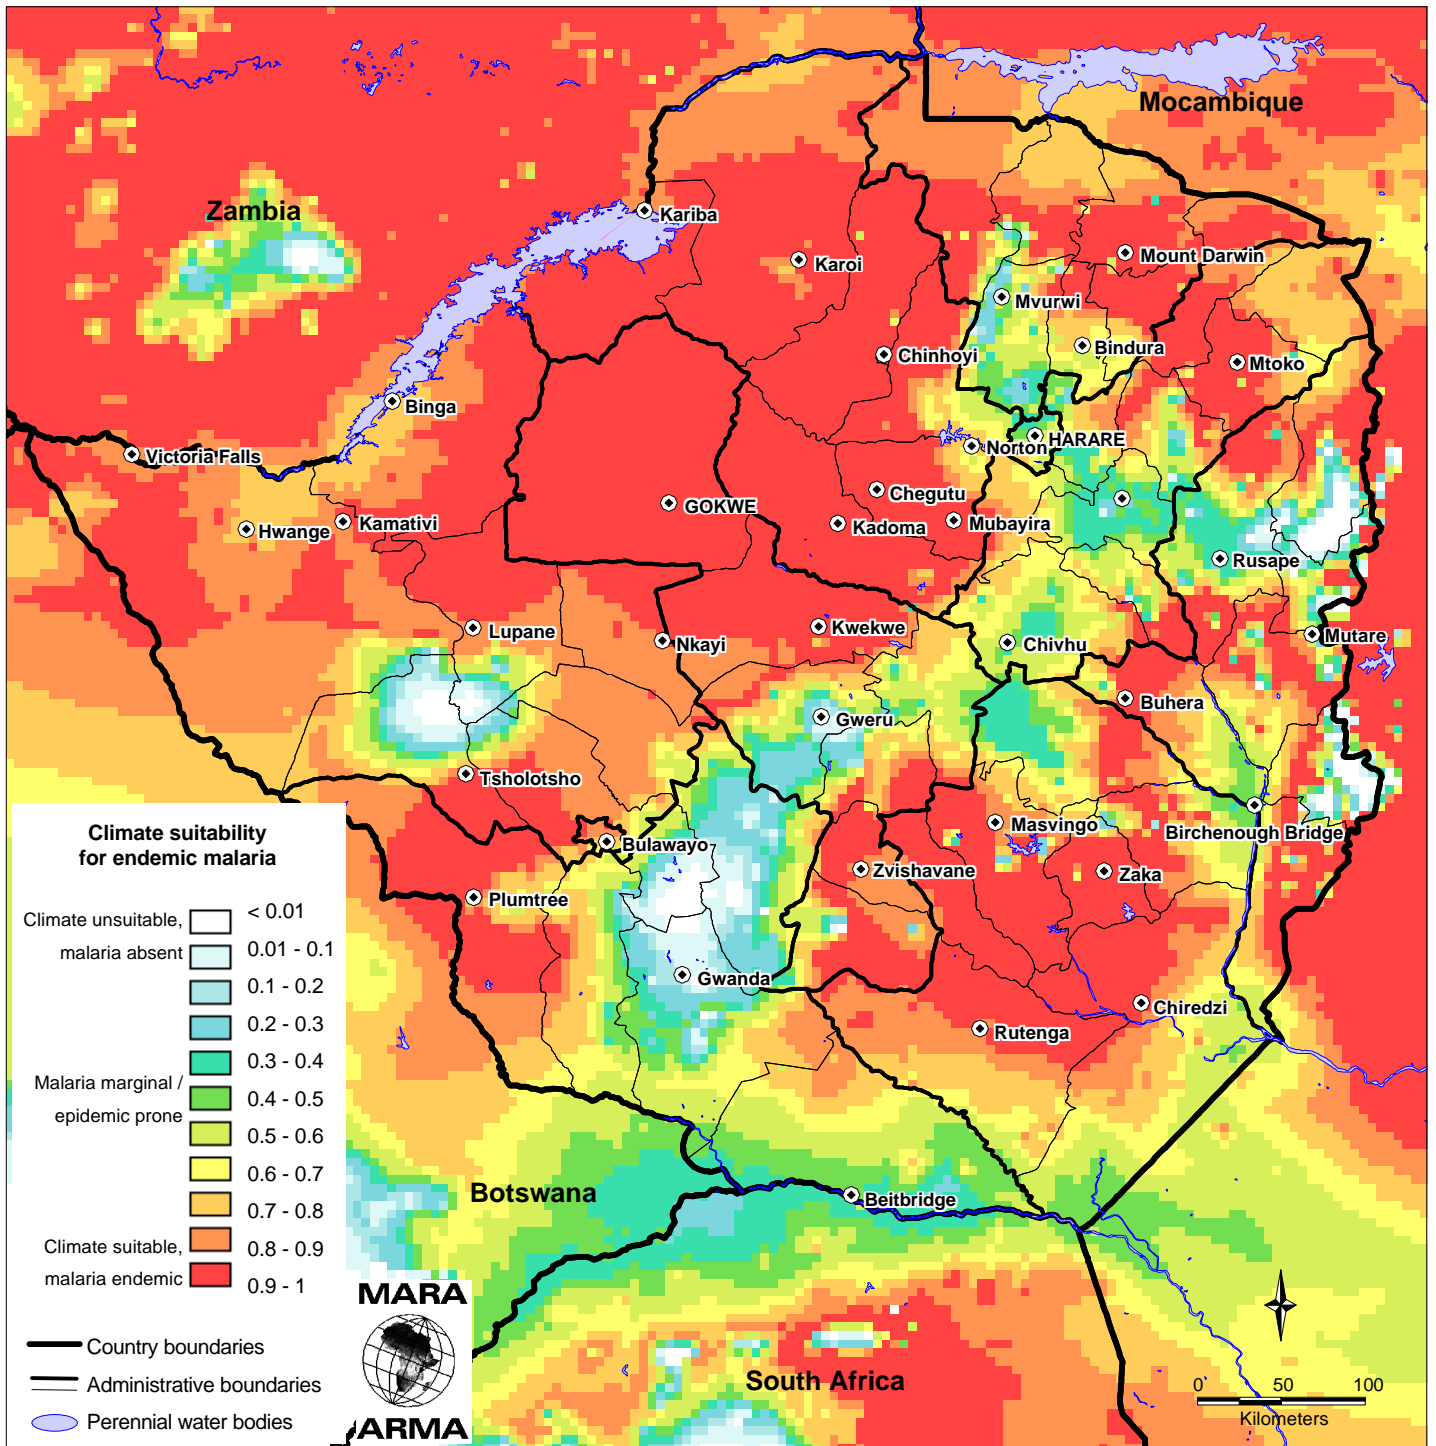 Mocambique
Zambia
Kariba
Karoi
Mount Darwin
Mvurwi
Chinhoyi
Bindura
Mtoko
Binga
HARARE
Norton
Victoria Falls
Chegutu
GOKWE
Kamativi
Hwange
Kadoma
Mubayira
Rusape
Lupane
Nkayi
Kwekwe
Chivhu
Mutare
Buhera
Gweru
Tsholotsho
Masvingo
Birchenough Bridge
Bulawayo
Zvishavane
Zaka
Plumtree
Gwanda
Chiredzi
Rutenga
Botswana
Beitbridge
South Africa
Climate suitability
for endemic malaria
Climate unsuitable,
malaria absent
< 0.01
0.01 - 0.1
0.1 - 0.2
0.2 - 0.3
0.3 - 0.4
Malaria marginal /
epidemic prone
0.4 - 0.5
0.5 - 0.6
0.6 - 0.7
0.7 - 0.8
Climate suitable,
malaria endemic
0.8 - 0.9
0.9 - 1
Country boundaries
Administrative boundaries
Perennial water bodies
MARA
ARMA
0 50 100
Kilometers